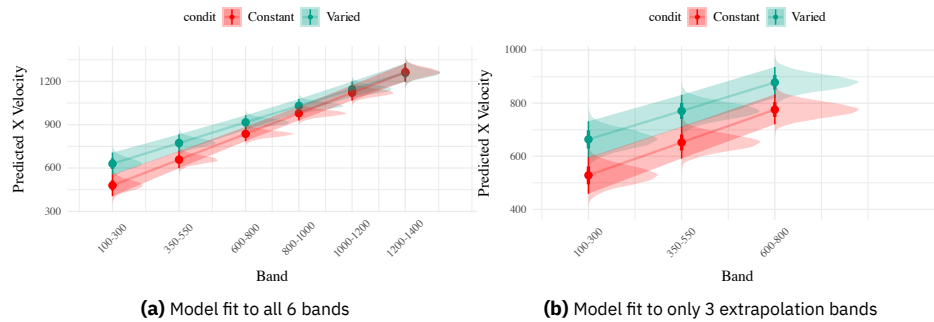 condit Constant Varied
Predicted X Velocity
1200
900
600
300
100-300
350-550
600-800
800-1000
1000-1200
1200-1400
Band
(a) Model fit to all 6 bands
condit Constant Varied
Predicted X Velocity
1000
800
600
400
100-300
350-550
600-800
Band
(b) Model fit to only 3 extrapolation bands